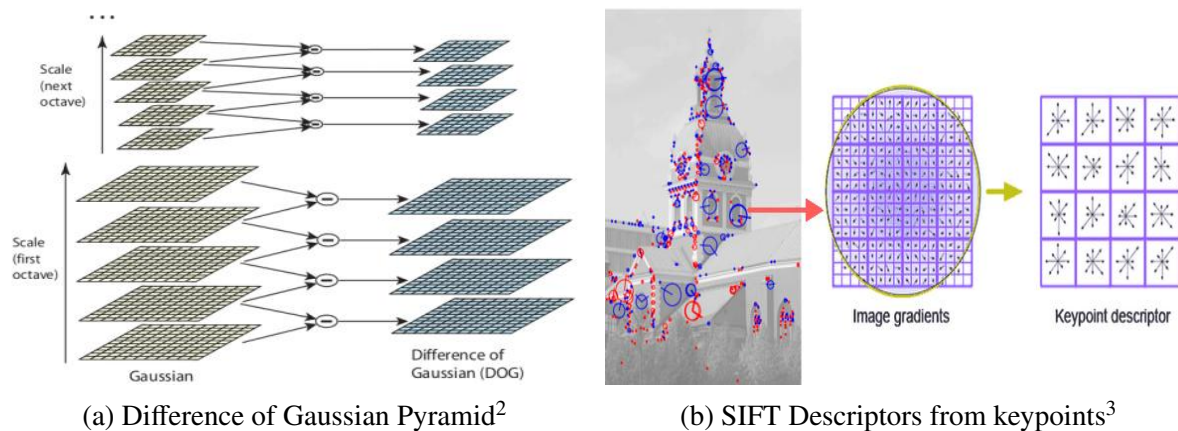 ...
Scale
(next
octave)
Scale
(first
octave)
Gaussian
Difference of
Gaussian (DOG)
(a) Difference of Gaussian Pyramid2
Image gradients
Keypoint descriptor
(b) SIFT Descriptors from keypoints3